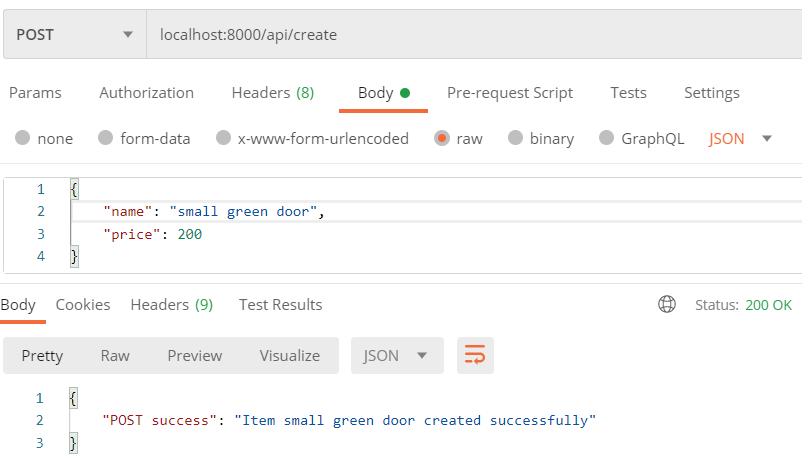 POST localhost:8000/api/create
Params Authorization Headers (8) Body Pre-request Script Tests Settings
none form-data x-www-form-urlencoded raw binary GraphQL JSON
1 {
2 "name": "small green door",
3 "price": 200
4 }
Body Cookies Headers (9) Test Results Status: 200 OK
Pretty Raw Preview Visualize JSON
1 {
2 "POST success": "Item small green door created successfully"
3 }